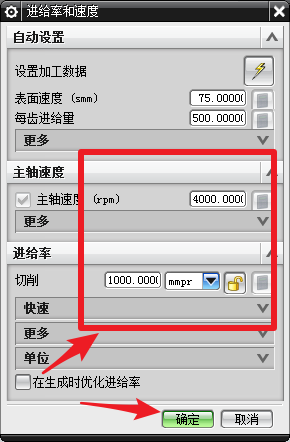 进给率和速度
自动设置
设置加工数据
表面速度 (smm) 75.0000
每齿进给量 500.000
更多
主轴速度
主轴速度 (rpm) 4000.000
更多
进给率
切削 1000.000 mmpr
快速
更多
单位
在生成时优化进给率
确定 取消